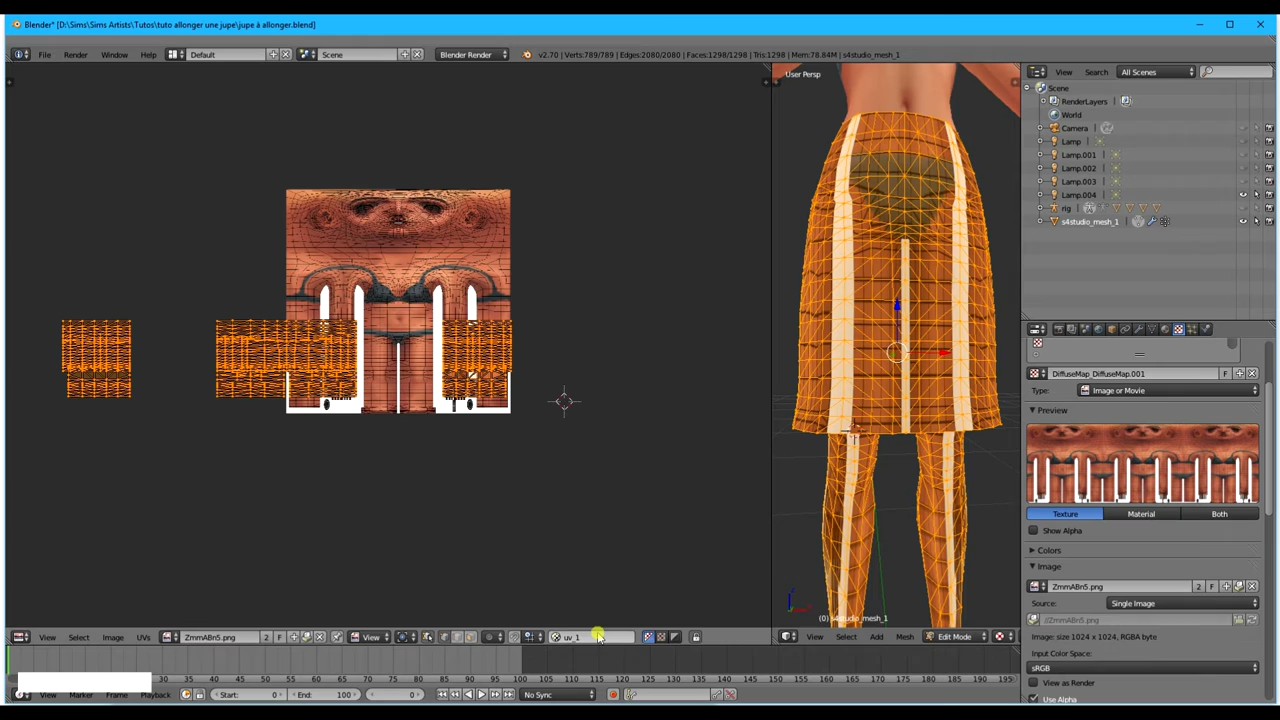 Blender* [D:\Sims\Sims Artists\Tutos\tuto allonger une jupe\jupe à allonger.blend]
File Render Window Help Default Scene Blender Render v2.70 | Verts:789/789 | Edges:2080/2080 | Faces:1298/1298 | Tris:1298 | Mem:78.84M | s4studio_mesh_1
View Search All Scenes
User Persp
Scene
RenderLayers
World
Camera
Lamp
Lamp.001
Lamp.002
Lamp.003
Lamp.004
rig
s4studio_mesh_1
DiffuseMap_DiffuseMap.001 F
Type: Image or Movie
Preview
Texture Material Both
Show Alpha
Colors
Image
ZmmABn5.png 2 F
Source: Single Image
//ZmmABn5.png
Image: size 1024 x 1024, RGBA byte
Input Color Space:
sRGB
View as Render
Use Alpha
(0) s4studio_mesh_1
View Select Image UVs ZmmABn5.png 2 F View uv_1
View Select Add Mesh Edit Mode
30 35 40 45 50 55 60 65 70 75 80 85 90 95 100 105 110 115 120 125 130 135 140 145 150 155 160 165 170 175 180 185 190 195
View Marker Frame Playback Start: 0 End: 100 0 No Sync